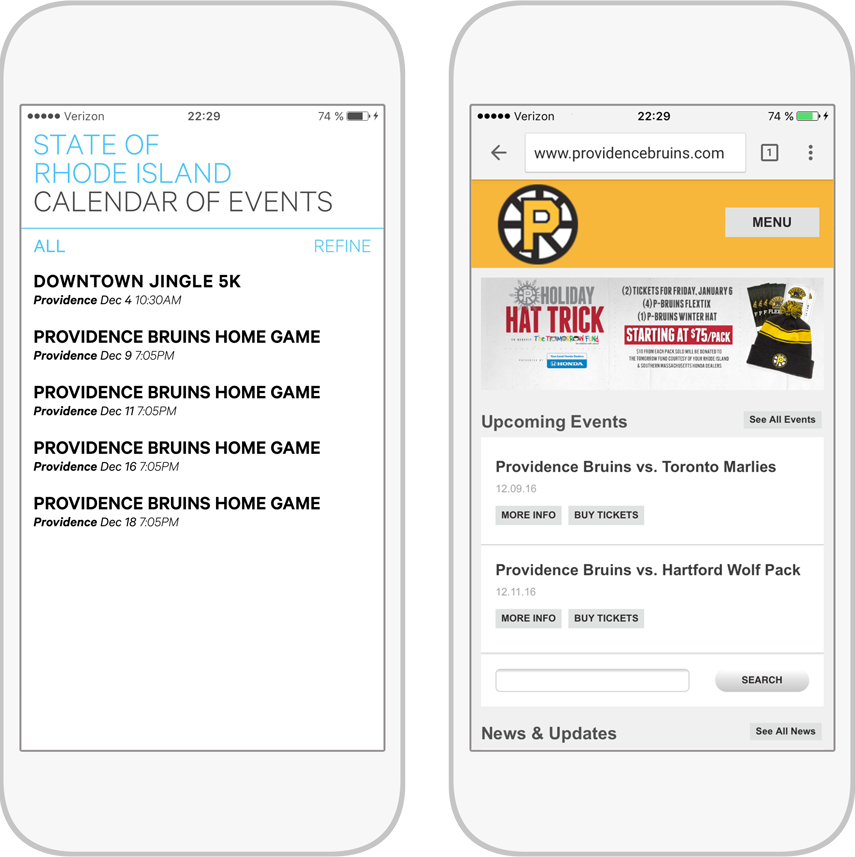 Verizon 22:29 74 %
STATE OF
RHODE ISLAND
CALENDAR OF EVENTS
ALL REFINE
DOWNTOWN JINGLE 5K
Providence Dec 4 10:30AM
PROVIDENCE BRUINS HOME GAME
Providence Dec 9 7:05PM
PROVIDENCE BRUINS HOME GAME
Providence Dec 11 7:05PM
PROVIDENCE BRUINS HOME GAME
Providence Dec 16 7:05PM
PROVIDENCE BRUINS HOME GAME
Providence Dec 18 7:05PM
Verizon 22:29 74 %
www.providencebruins.com 1
P
MENU
HOLIDAY
HAT TRICK
TO BENEFIT THE TOMORROW FUND
PRESENTED BY
HONDA
(2) TICKETS FOR FRIDAY, JANUARY 6
(4) P-BRUINS FLEXTIX
(1) P-BRUINS WINTER HAT
STARTING AT $75/PACK
$10 FROM EACH PACK SOLD WILL BE DONATED TO
THE TOMORROW FUND COURTESY OF YOUR RHODE ISLAND
& SOUTHERN MASSACHUSETTS HONDA DEALERS
Upcoming Events See All Events
Providence Bruins vs. Toronto Marlies
12.09.16
MORE INFO BUY TICKETS
Providence Bruins vs. Hartford Wolf Pack
12.11.16
MORE INFO BUY TICKETS
SEARCH
News & Updates See All News